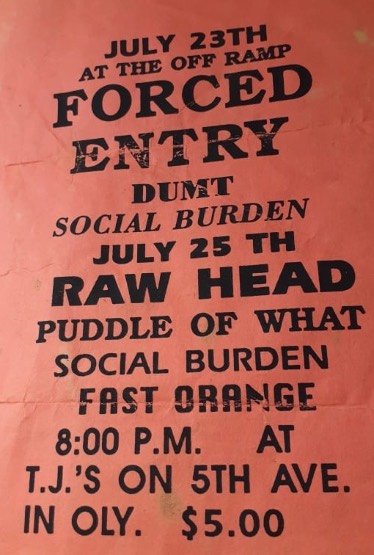 JULY 23TH
AT THE OFF RAMP
FORCED
ENTRY
DUMT
SOCIAL BURDEN
JULY 25 TH
RAW HEAD
PUDDLE OF WHAT
SOCIAL BURDEN
FAST ORANGE
8:00 P.M. AT
T.J.'S ON 5TH AVE.
IN OLY. $5.00